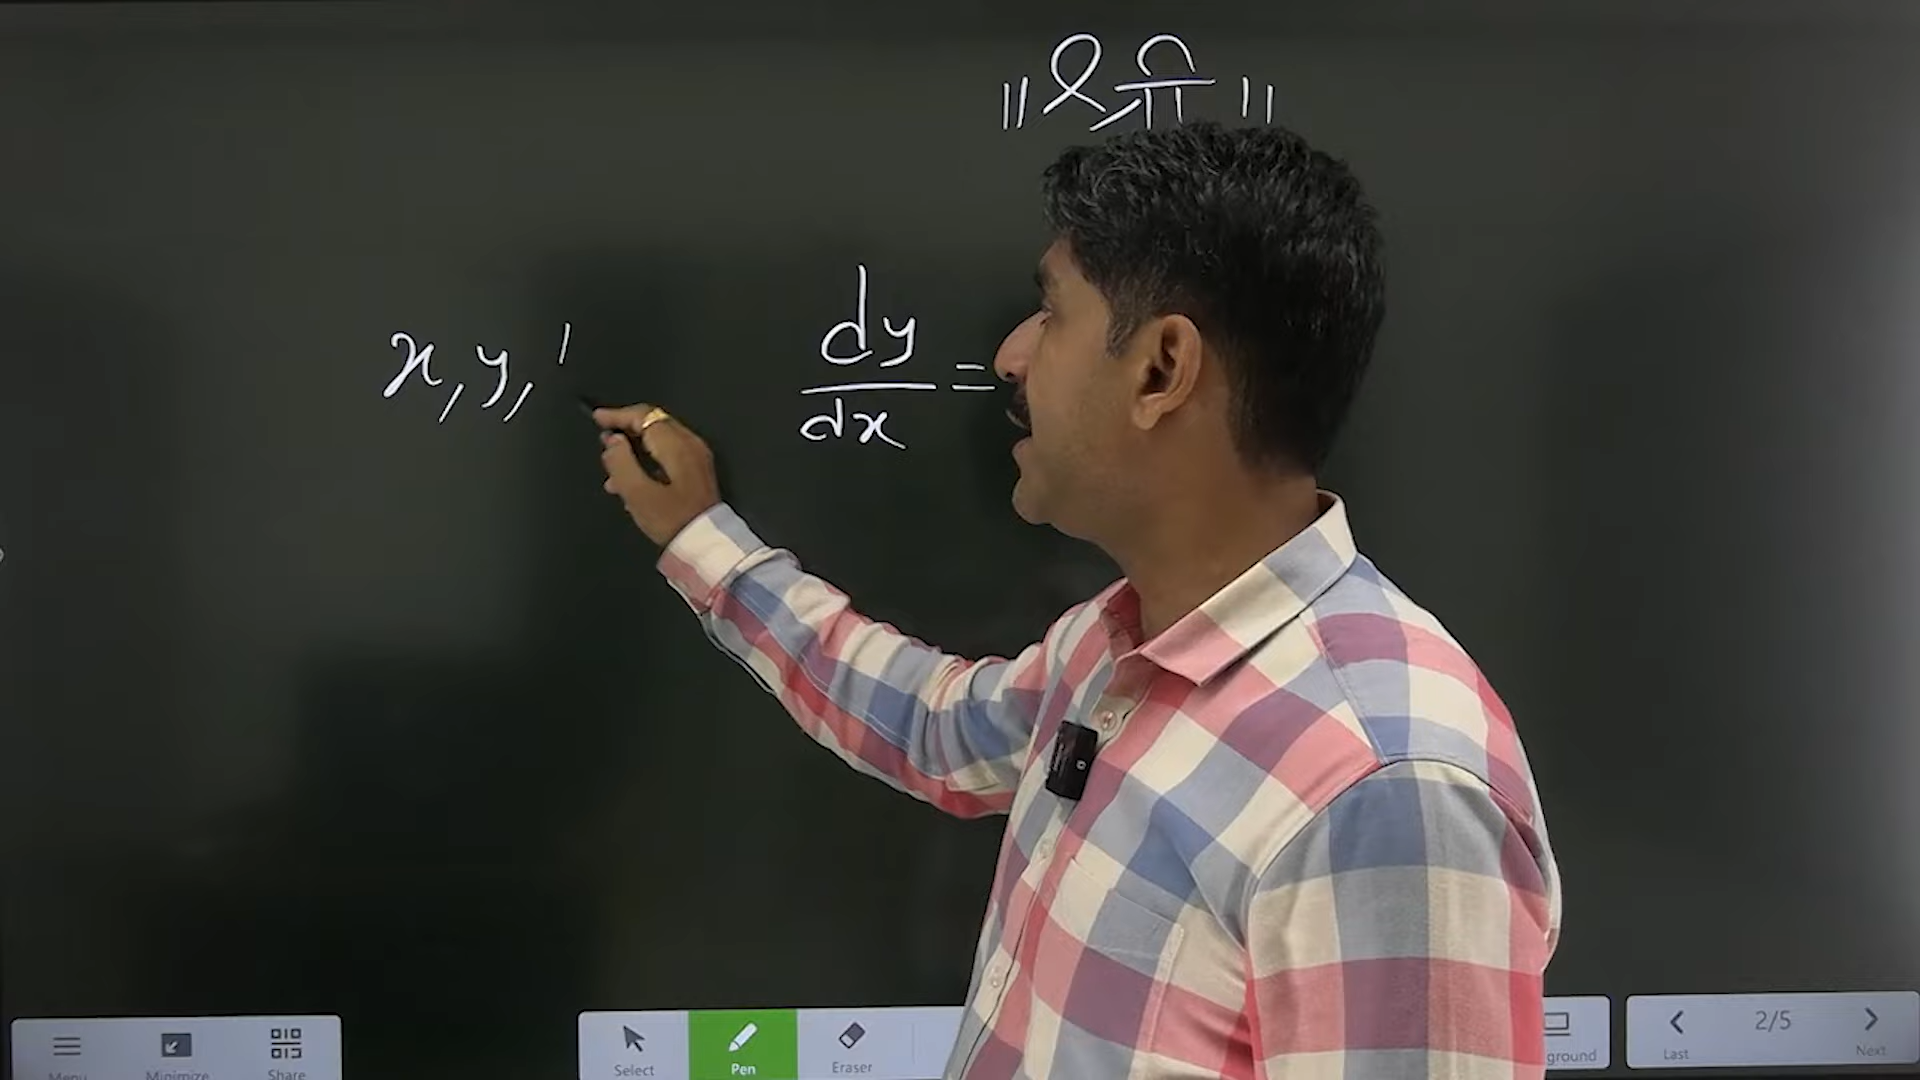 ॥ श्री ॥
x, y, ׀
dy/dx =
Menu Minimize Share Select Pen Eraser ground Last 2/5 Next